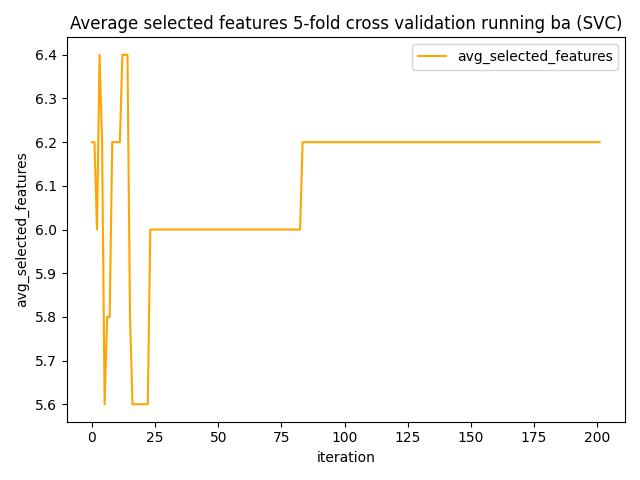 Average selected features 5-fold cross validation running ba (SVC)
avg_selected_features
6.4
6.3
6.2
6.1
6.0
5.9
5.8
5.7
5.6
avg_selected_features
0 25 50 75 100 125 150 175 200
iteration